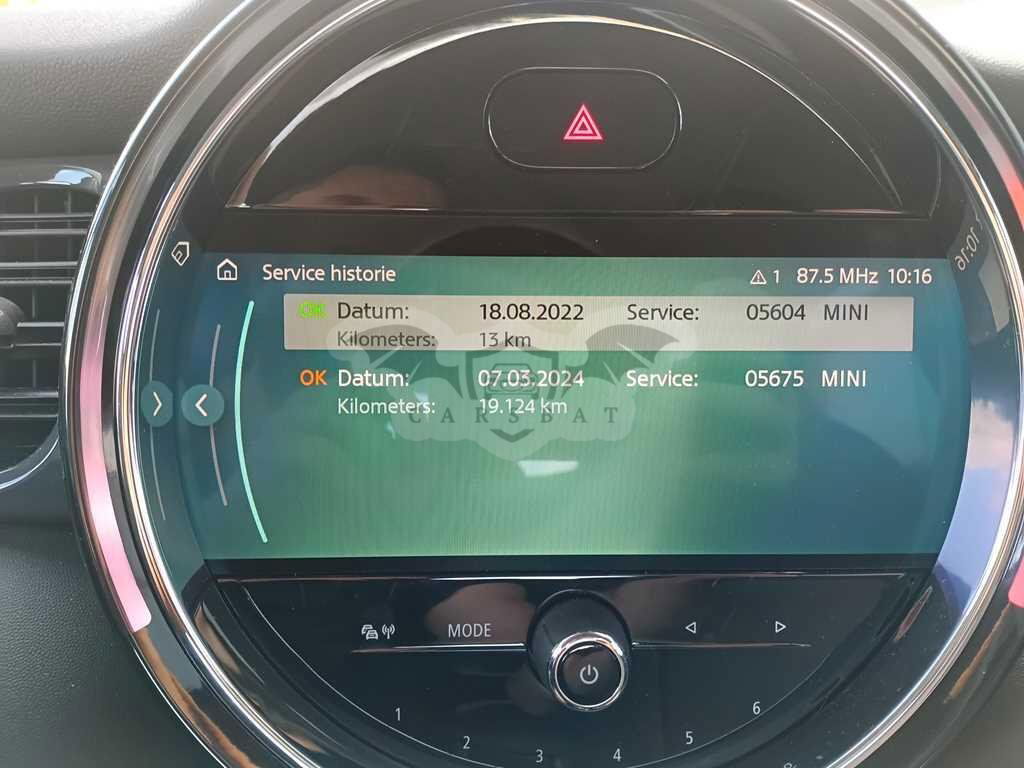 Service historie 1 87.5 MHz 10:16
10:16
OK Datum: 18.08.2022 Service: 05604 MINI
Kilometers: 13 km
OK Datum: 07.03.2024 Service: 05675 MINI
Kilometers: 19.124 km
CARSBAT
MODE
1
2
3
4
5
6